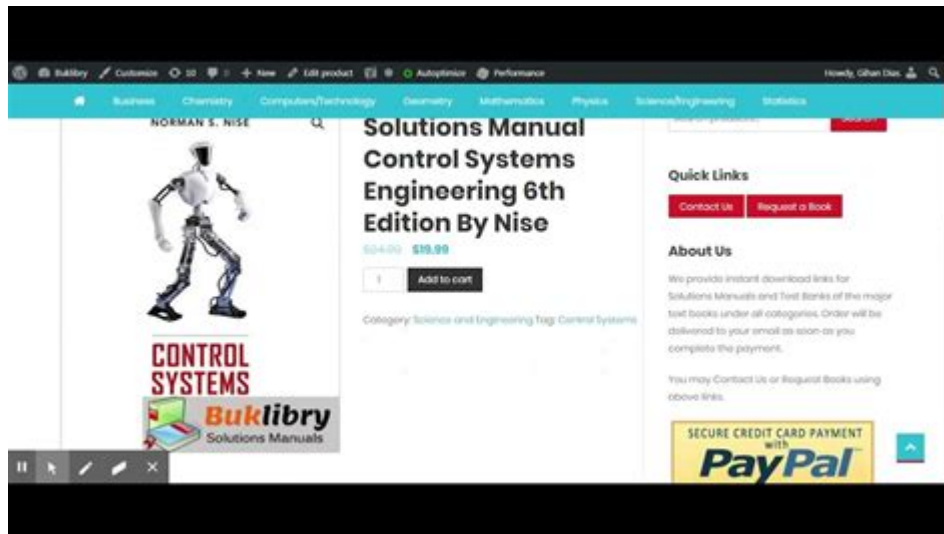 Buklibry Customize 10 + New Edit product Autoptimize Performance Howdy, Gihan Dias
Business Chemistry Computers/Technology Geometry Mathematics Physics Science/Engineering Statistics
NORMAN S. NISE
CONTROL
SYSTEMS
Buklibry
Solutions Manuals
Solutions Manual
Control Systems
Engineering 6th
Edition By Nise
$24.99 $19.99
1 Add to cart
Category: Science and Engineering Tag: Control Systems
Search
Quick Links
Contact Us Request a Book
About Us
We provide instant download links for
Solutions Manuals and Test Banks of the major
text books under all categories. Order will be
delivered to your email as soon as you
complete the payment.
You may Contact Us or Request Books using
above links.
SECURE CREDIT CARD PAYMENT
with
PayPal